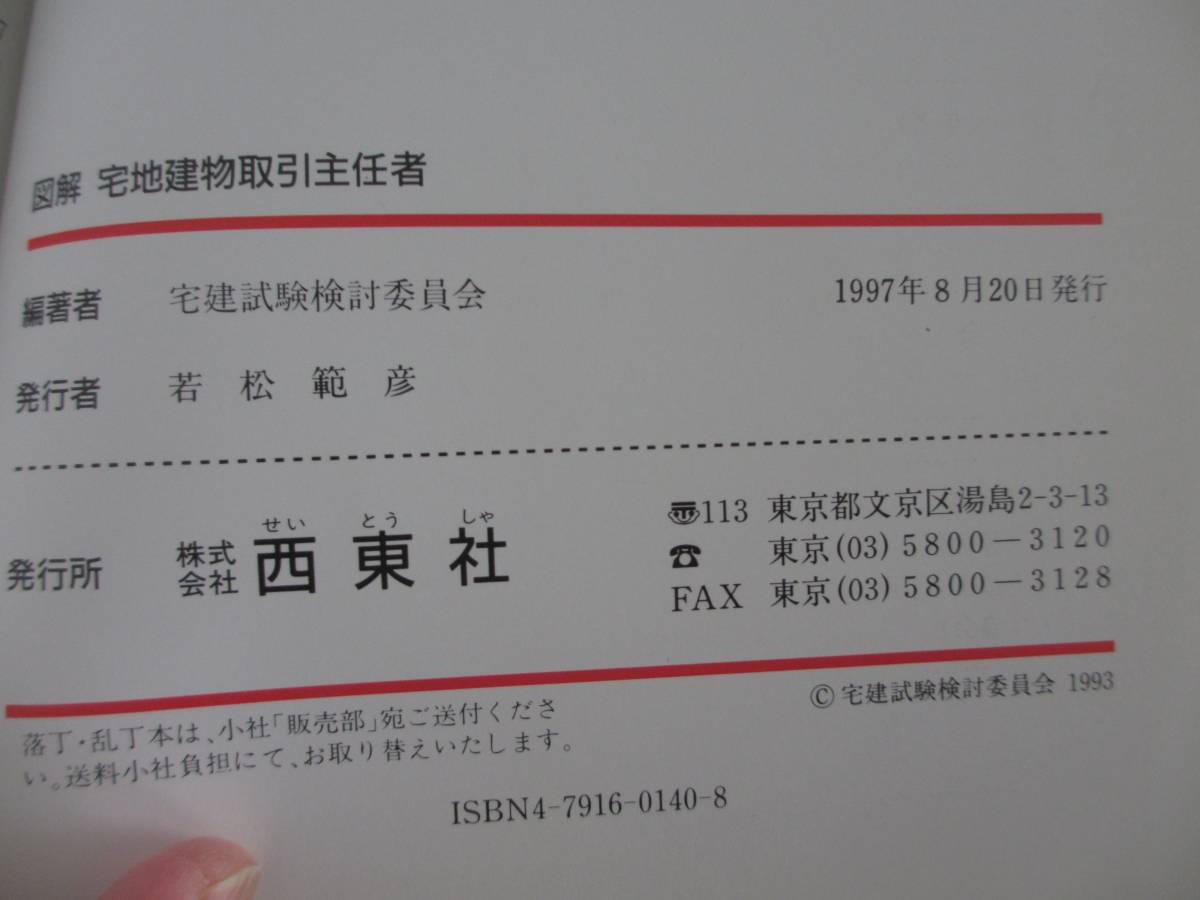 図解 宅地建物取引主任者
編著者 宅建試験検討委員会 1997年8月20日発行
発行者 若松範彦
発行所 株式会社 西東社
せい とう しゃ
〠113 東京都文京区湯島2-3-13
☎ 東京(03)5800―3120
FAX 東京(03)5800―3128
© 宅建試験検討委員会 1993
落丁・乱丁本は、小社「販売部」宛ご送付くださ
い。送料小社負担にて、お取り替えいたします。
ISBN4-7916-0140-8